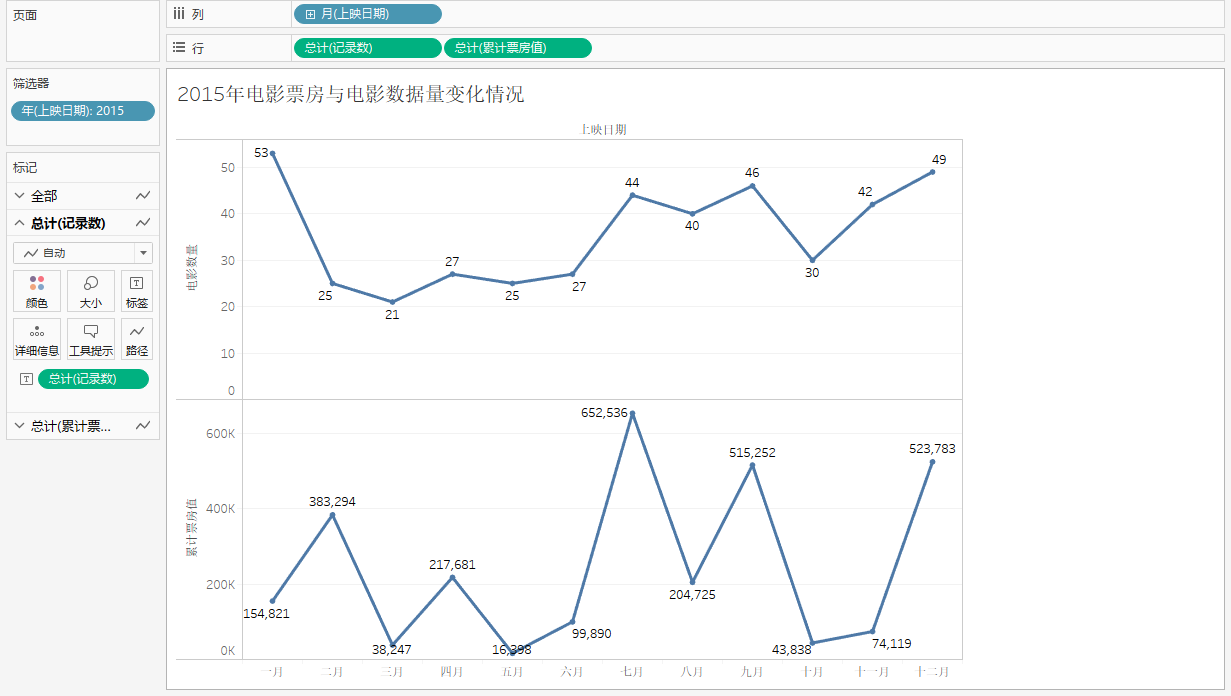 页面
列
月(上映日期)
行
总计(记录数)
总计(累计票房值)
筛选器
年(上映日期): 2015
标记
全部
总计(记录数)
自动
颜色
大小
标签
详细信息
工具提示
路径
总计(记录数)
总计(累计票...
2015年电影票房与电影数据量变化情况
上映日期
电影数量
50
40
30
20
10
0
53
25
21
27
25
27
44
40
46
30
42
49
累计票房值
600K
400K
200K
0K
154,821
383,294
38,247
217,681
16,398
99,890
652,536
204,725
515,252
43,838
74,119
523,783
一月
二月
三月
四月
五月
六月
七月
八月
九月
十月
十一月
十二月